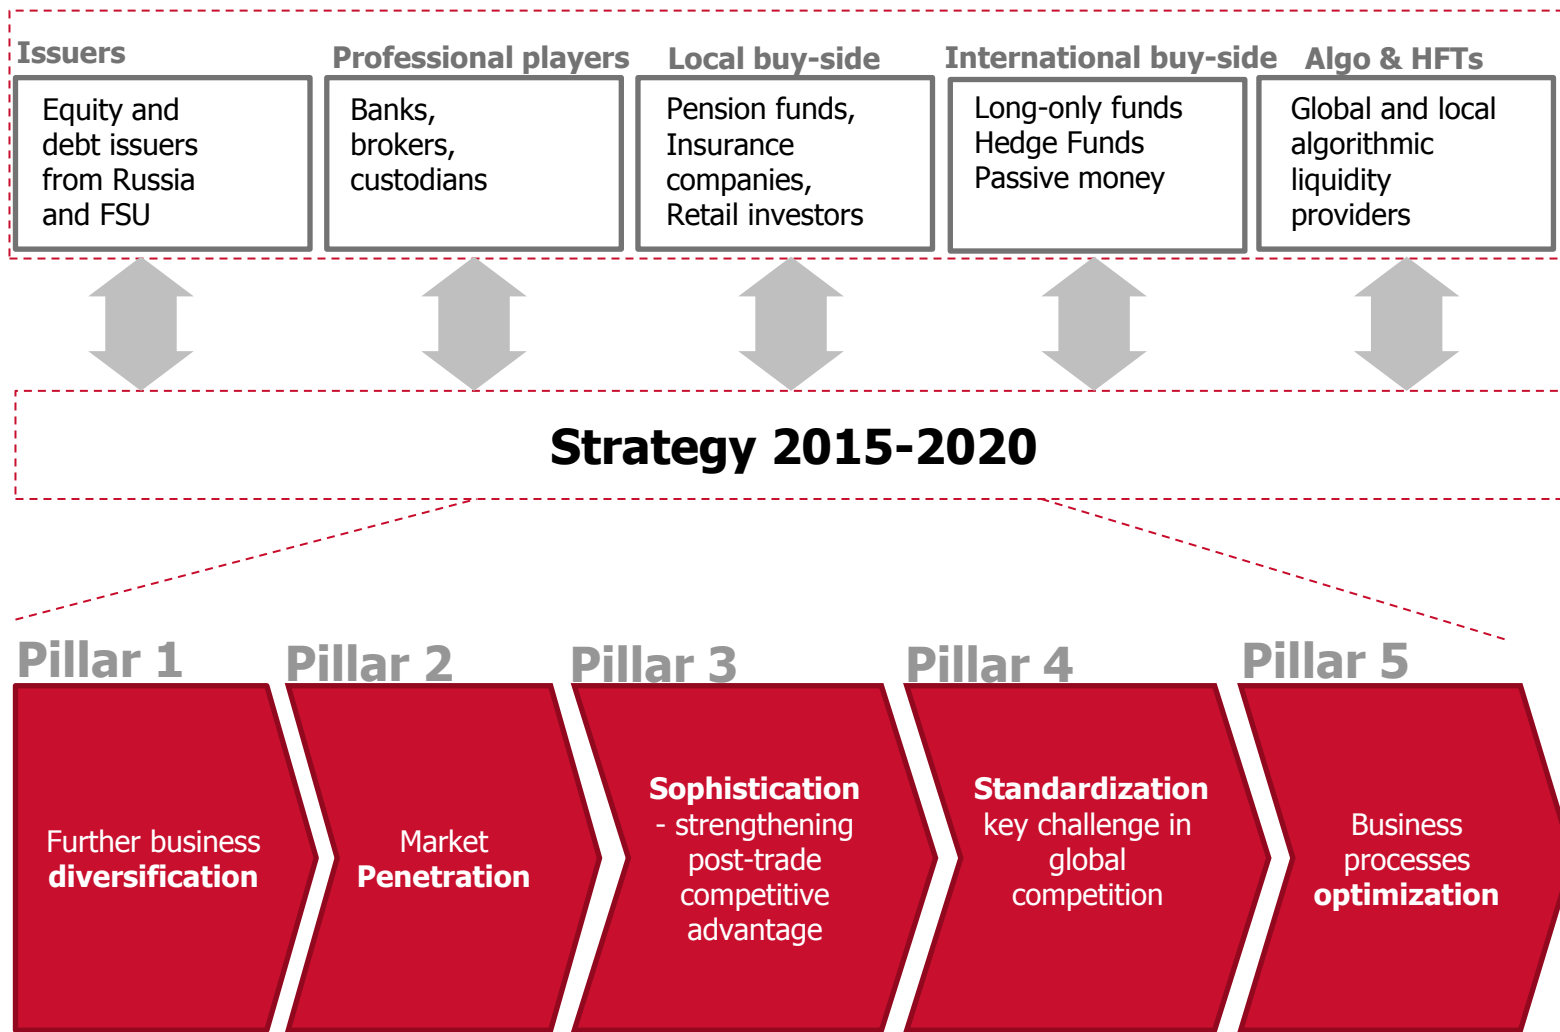 Issuers
Equity and
debt issuers
from Russia
and FSU
Professional players
Banks,
brokers,
custodians
Local buy-side
Pension funds,
Insurance
companies,
Retail investors
International buy-side
Long-only funds
Hedge Funds
Passive money
Algo & HFTs
Global and local
algorithmic
liquidity
providers
Strategy 2015-2020
Pillar 1
Further business
diversification
Pillar 2
Market
Penetration
Pillar 3
Sophistication
- strengthening
post-trade
competitive
advantage
Pillar 4
Standardization
key challenge in
global
competition
Pillar 5
Business
processes
optimization